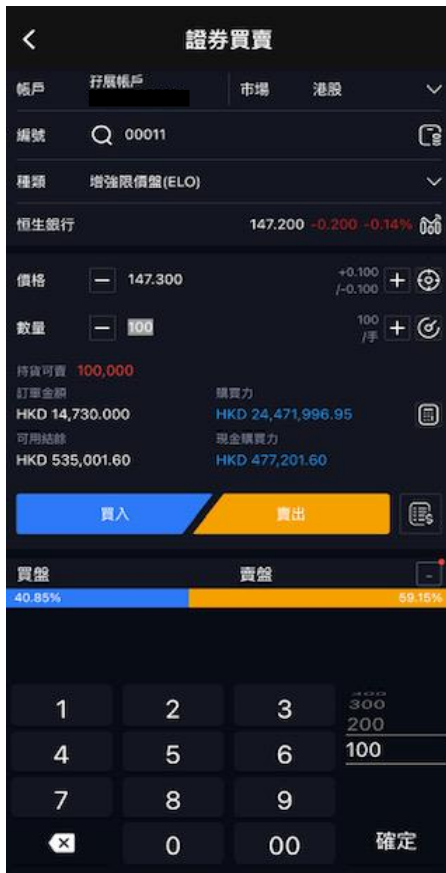 證券買賣
帳戶 孖展帳戶 市場 港股
編號 00011
種類 增強限價盤(ELO)
恒生銀行 147.200 -0.200 -0.14%
價格 147.300 +0.100 /-0.100
數量 100 100 /手
持貨可賣 100,000
訂單金額 購買力
HKD 14,730.000 HKD 24,471,996.95
可用結餘 現金購買力
HKD 535,001.60 HKD 477,201.60
買入 賣出
買盤 賣盤
40.85% 59.15%
1 2 3 300
200
4 5 6 100
7 8 9
0 00 確定